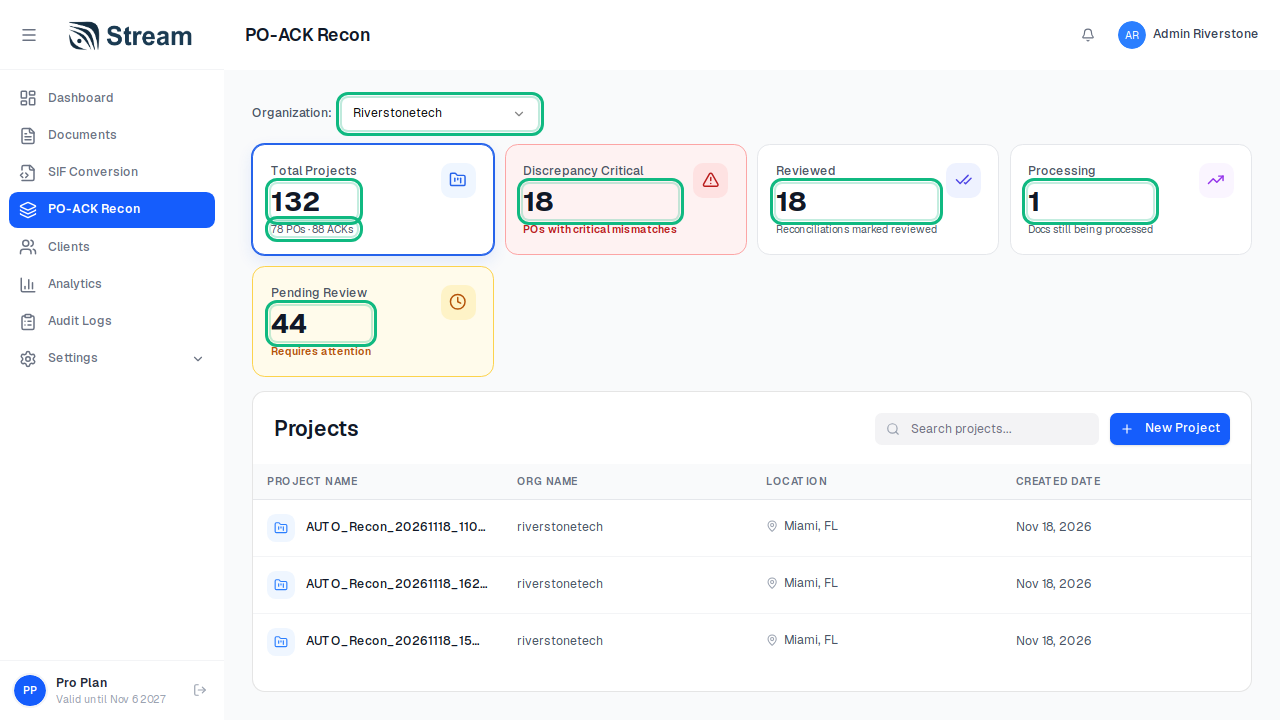 Stream
PO-ACK Recon
AR
Admin Riverstone
Dashboard
Documents
SIF Conversion
PO-ACK Recon
Clients
Analytics
Audit Logs
Settings
PP
Pro Plan
Valid until Nov 6 2027
Organization:
Riverstonetech
Total Projects
132
78 POs · 88 ACKs
Discrepancy Critical
18
POs with critical mismatches
Reviewed
18
Reconciliations marked reviewed
Processing
1
Docs still being processed
Pending Review
44
Requires attention
Projects
Search projects...
New Project
PROJECT NAME
ORG NAME
LOCATION
CREATED DATE
AUTO_Recon_20261118_110...
riverstonetech
Miami, FL
Nov 18, 2026
AUTO_Recon_20261118_162...
riverstonetech
Miami, FL
Nov 18, 2026
AUTO_Recon_20261118_15...
riverstonetech
Miami, FL
Nov 18, 2026